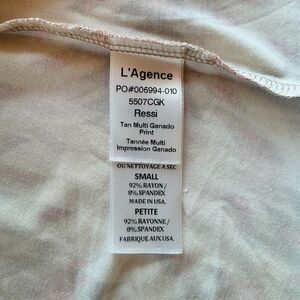 L'Agence
PO#006994-010
5507CGK
Ressi
Tan Multi Ganado
Print
Tannée Multi
Impression Ganado
OU NETTOYAGE A SEC
SMALL
92% RAYON /
8% SPANDEX
MADE IN USA.
PETITE
92% RAYONNE /
8% SPANDEX
FABRIQUE AUX USA.